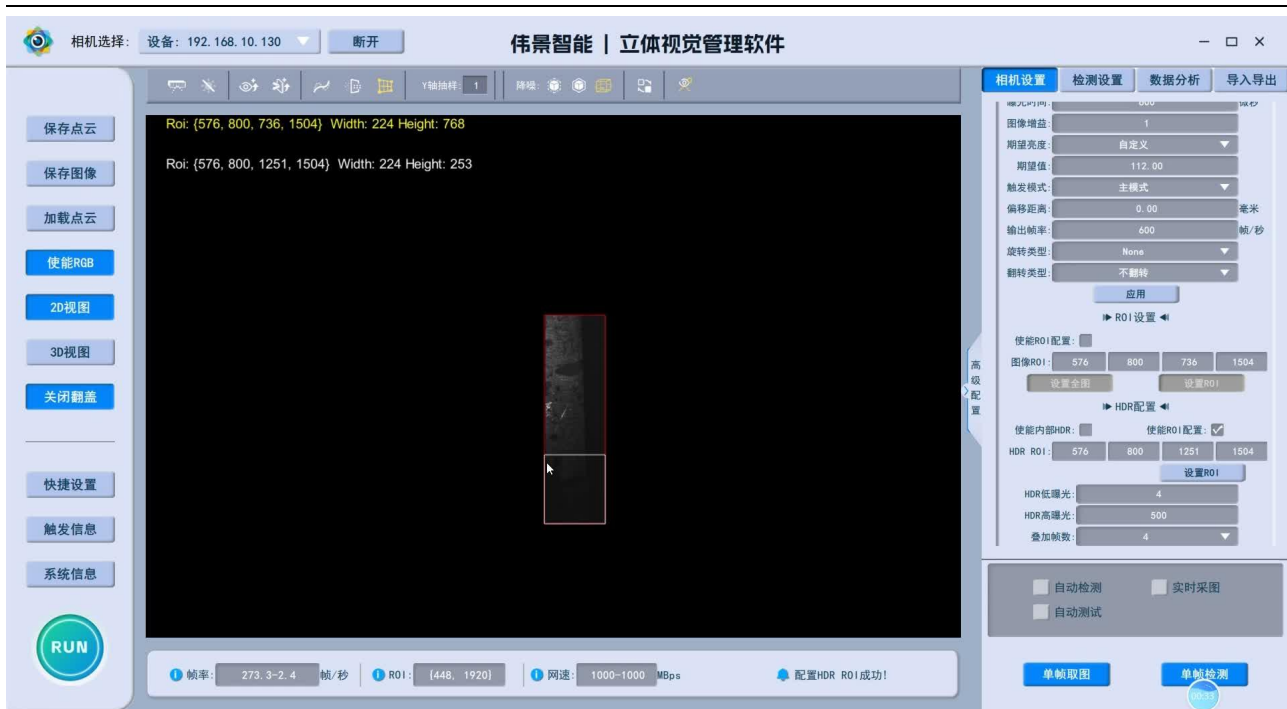 相机选择: 设备: 192.168.10.130 断开 伟景智能 | 立体视觉管理软件
Y轴抽样: 1 降噪:
相机设置 检测设置 数据分析 导入导出
保存点云
保存图像
加载点云
使能RGB
2D视图
3D视图
关闭翻盖
快捷设置
触发信息
系统信息
RUN
Roi: {576, 800, 736, 1504} Width: 224 Height: 768
Roi: {576, 800, 1251, 1504} Width: 224 Height: 253
高级配置
曝光时间: 800 微秒
图像增益: 1
期望亮度: 自定义
期望值: 112.00
触发模式: 主模式
偏移距离: 0.00 毫米
输出帧率: 600 帧/秒
旋转类型: None
翻转类型: 不翻转
应用
ROI设置
使能ROI配置:
图像ROI: 576 800 736 1504
设置全图 设置ROI
HDR配置
使能内部HDR: 使能ROI配置:
HDR ROI: 576 800 1251 1504
设置ROI
HDR低曝光: 4
HDR高曝光: 500
叠加帧数: 4
自动检测 实时采图
自动测试
单帧取图 单帧检测
00:33
帧率: 273.3-2.4 帧/秒 ROI: [448, 1920] 网速: 1000-1000 MBps 配置HDR ROI成功!